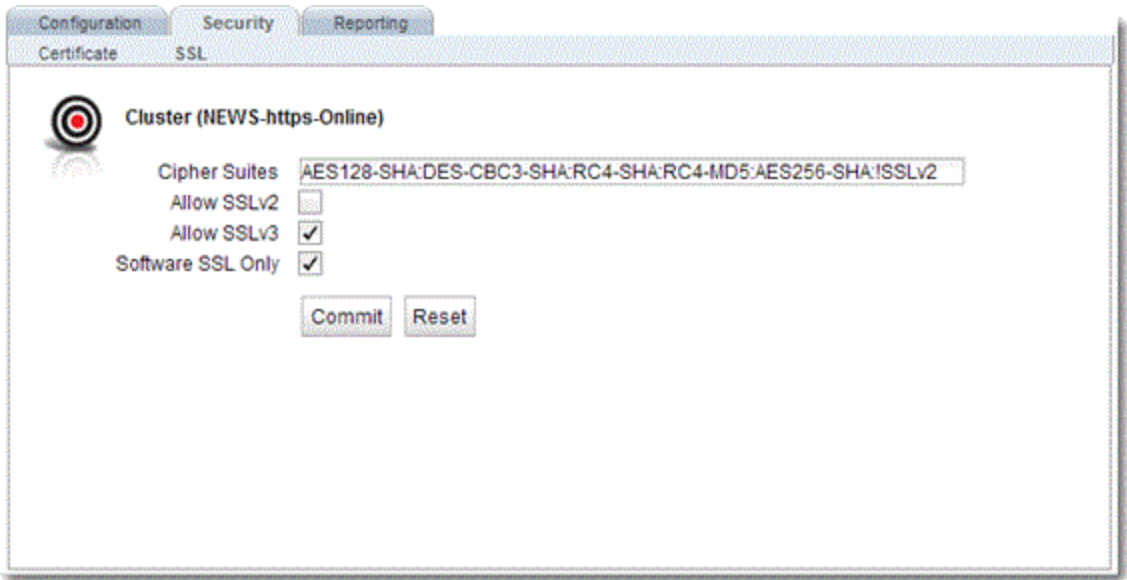 Configuration Security Reporting
Certificate SSL
Cluster (NEWS-https-Online)
Cipher Suites AES128-SHA:DES-CBC3-SHA:RC4-SHA:RC4-MD5:AES256-SHA:!SSLv2
Allow SSLv2
Allow SSLv3
Software SSL Only
Commit Reset